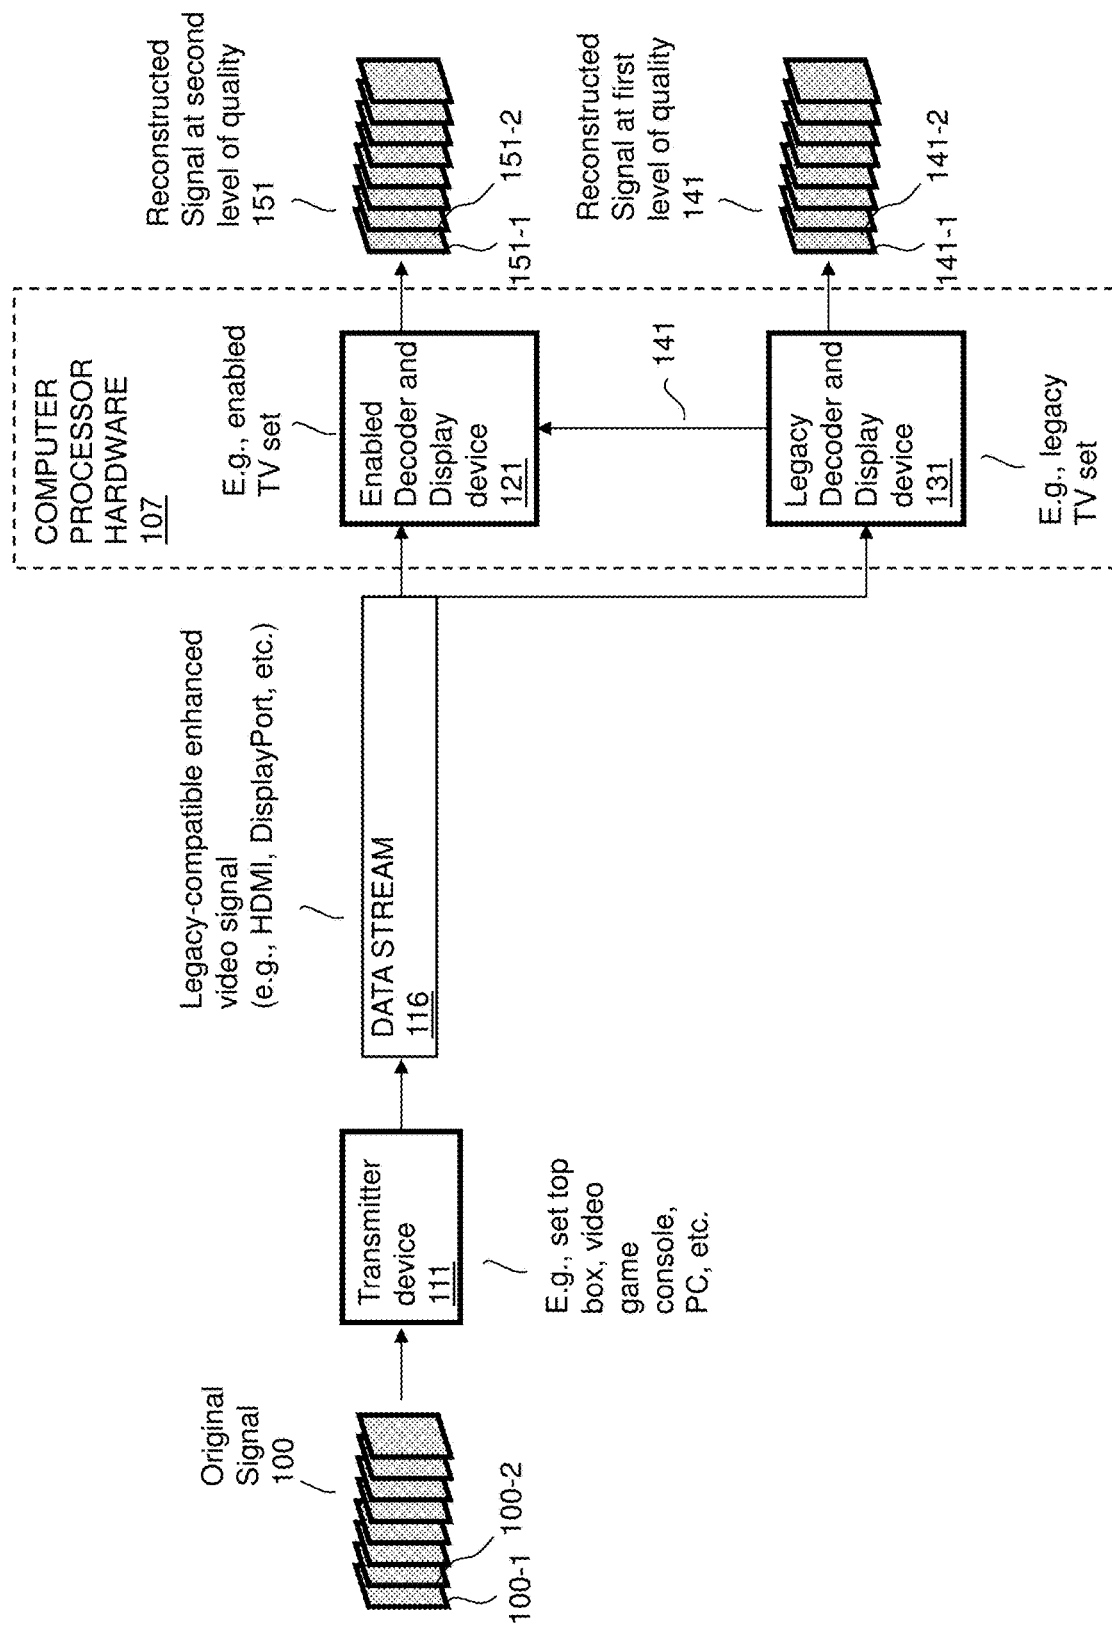 Original
Signal
100
100-1
100-2
Transmitter
device
111
E.g., set top
box, video
game
console,
PC, etc.
Legacy-compatible enhanced
video signal
(e.g., HDMI, DisplayPort, etc.)
DATA STREAM
116
COMPUTER
PROCESSOR
HARDWARE
107
E.g., enabled
TV set
Enabled
Decoder and
Display
device
121
141
Legacy
Decoder and
Display
device
131
E.g., legacy
TV set
Reconstructed
Signal at second
level of quality
151
151-1
151-2
Reconstructed
Signal at first
level of quality
141
141-1
141-2